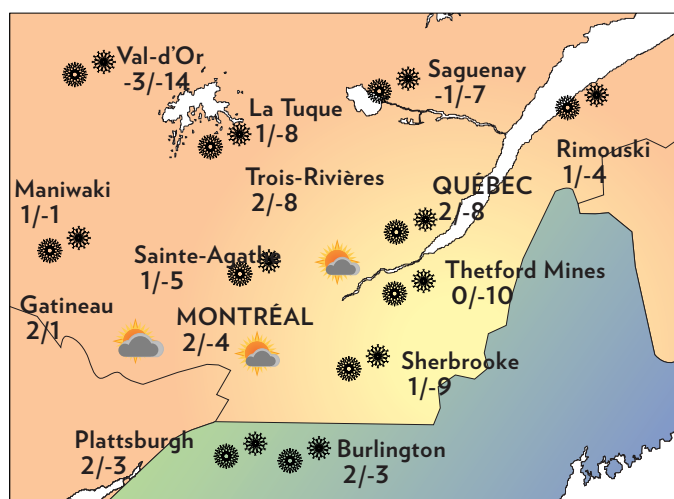 Val-d'Or
-3/-14
Saguenay
-1/-7
La Tuque
1/-8
Rimouski
1/-4
Trois-Rivières
2/-8
QUÉBEC
2/-8
Maniwaki
1/-1
Sainte-Agathe
1/-5
Thetford Mines
0/-10
Gatineau
2/1
MONTRÉAL
2/-4
Sherbrooke
1/-9
Plattsburgh
2/-3
Burlington
2/-3